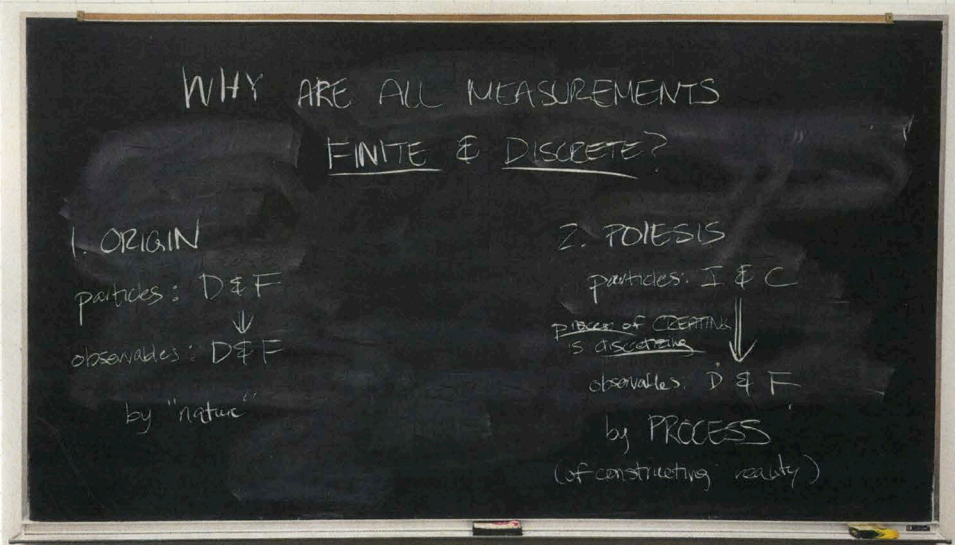 WHY ARE ALL MEASUREMENTS
FINITE & DISCRETE?
1. ORIGIN
particles: D & F
⇓
observables: D & F
by "nature"
2. POIESIS
particles: I & C
process of CREATING
is discretizing
⇓
observables: D & F
by PROCESS
(of constructing reality)